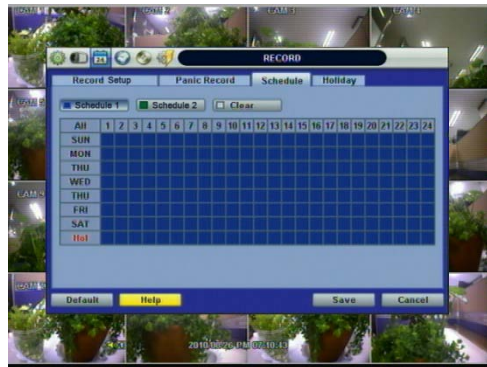 CAM 3
RECORD
Record Setup Panic Record Schedule Holiday
Schedule 1 Schedule 2 Clear
All 1 2 3 4 5 6 7 8 9 10 11 12 13 14 15 16 17 18 19 20 21 22 23 24
SUN
MON
THU
WED
THU
FRI
SAT
Hol
Default Help Save Cancel